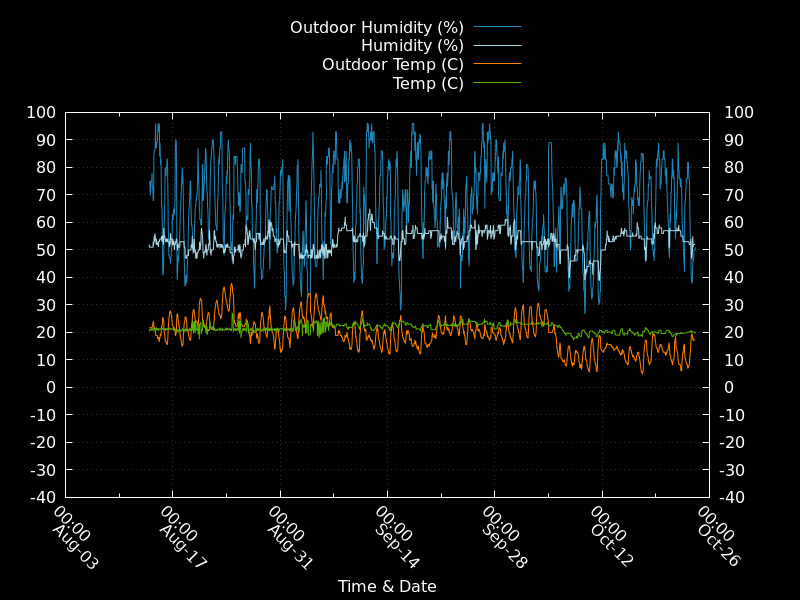 Outdoor Humidity (%)
Humidity (%)
Outdoor Temp (C)
Temp (C)
100 100
90 90
80 80
70 70
60 60
50 50
40 40
30 30
20 20
10 10
0 0
-10 -10
-20 -20
-30 -30
-40 -40
00:00 00:00 00:00 00:00 00:00 00:00 00:00
Aug-03 Aug-17 Aug-31 Sep-14 Sep-28 Oct-12 Oct-26
Time & Date